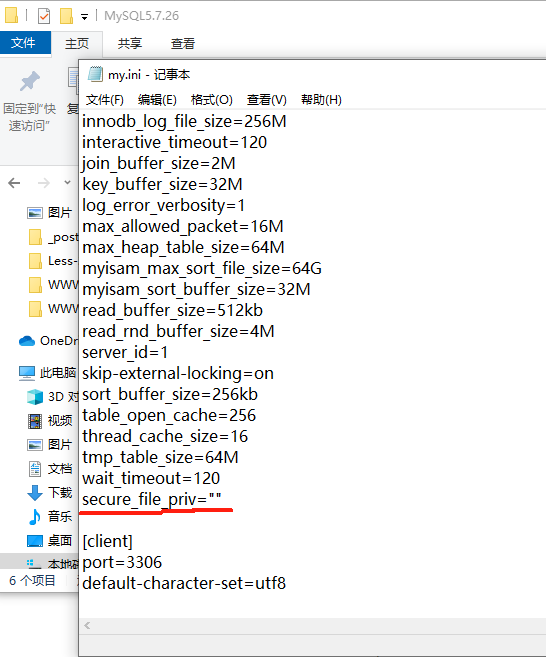 MySQL5.7.26
文件 主页 共享 查看
固定到"快
速访问"
my.ini - 记事本
文件(F) 编辑(E) 格式(O) 查看(V) 帮助(H)
innodb_log_file_size=256M
interactive_timeout=120
join_buffer_size=2M
key_buffer_size=32M
log_error_verbosity=1
max_allowed_packet=16M
max_heap_table_size=64M
myisam_max_sort_file_size=64G
myisam_sort_buffer_size=32M
read_buffer_size=512kb
read_rnd_buffer_size=4M
server_id=1
skip-external-locking=on
sort_buffer_size=256kb
table_open_cache=256
thread_cache_size=16
tmp_table_size=64M
wait_timeout=120
secure_file_priv=""
[client]
port=3306
default-character-set=utf8
图片
_post
Less-
WWW
WWW
OneDr
此电脑
3D 对
视频
图片
文档
下载
音乐
桌面
6 个项目